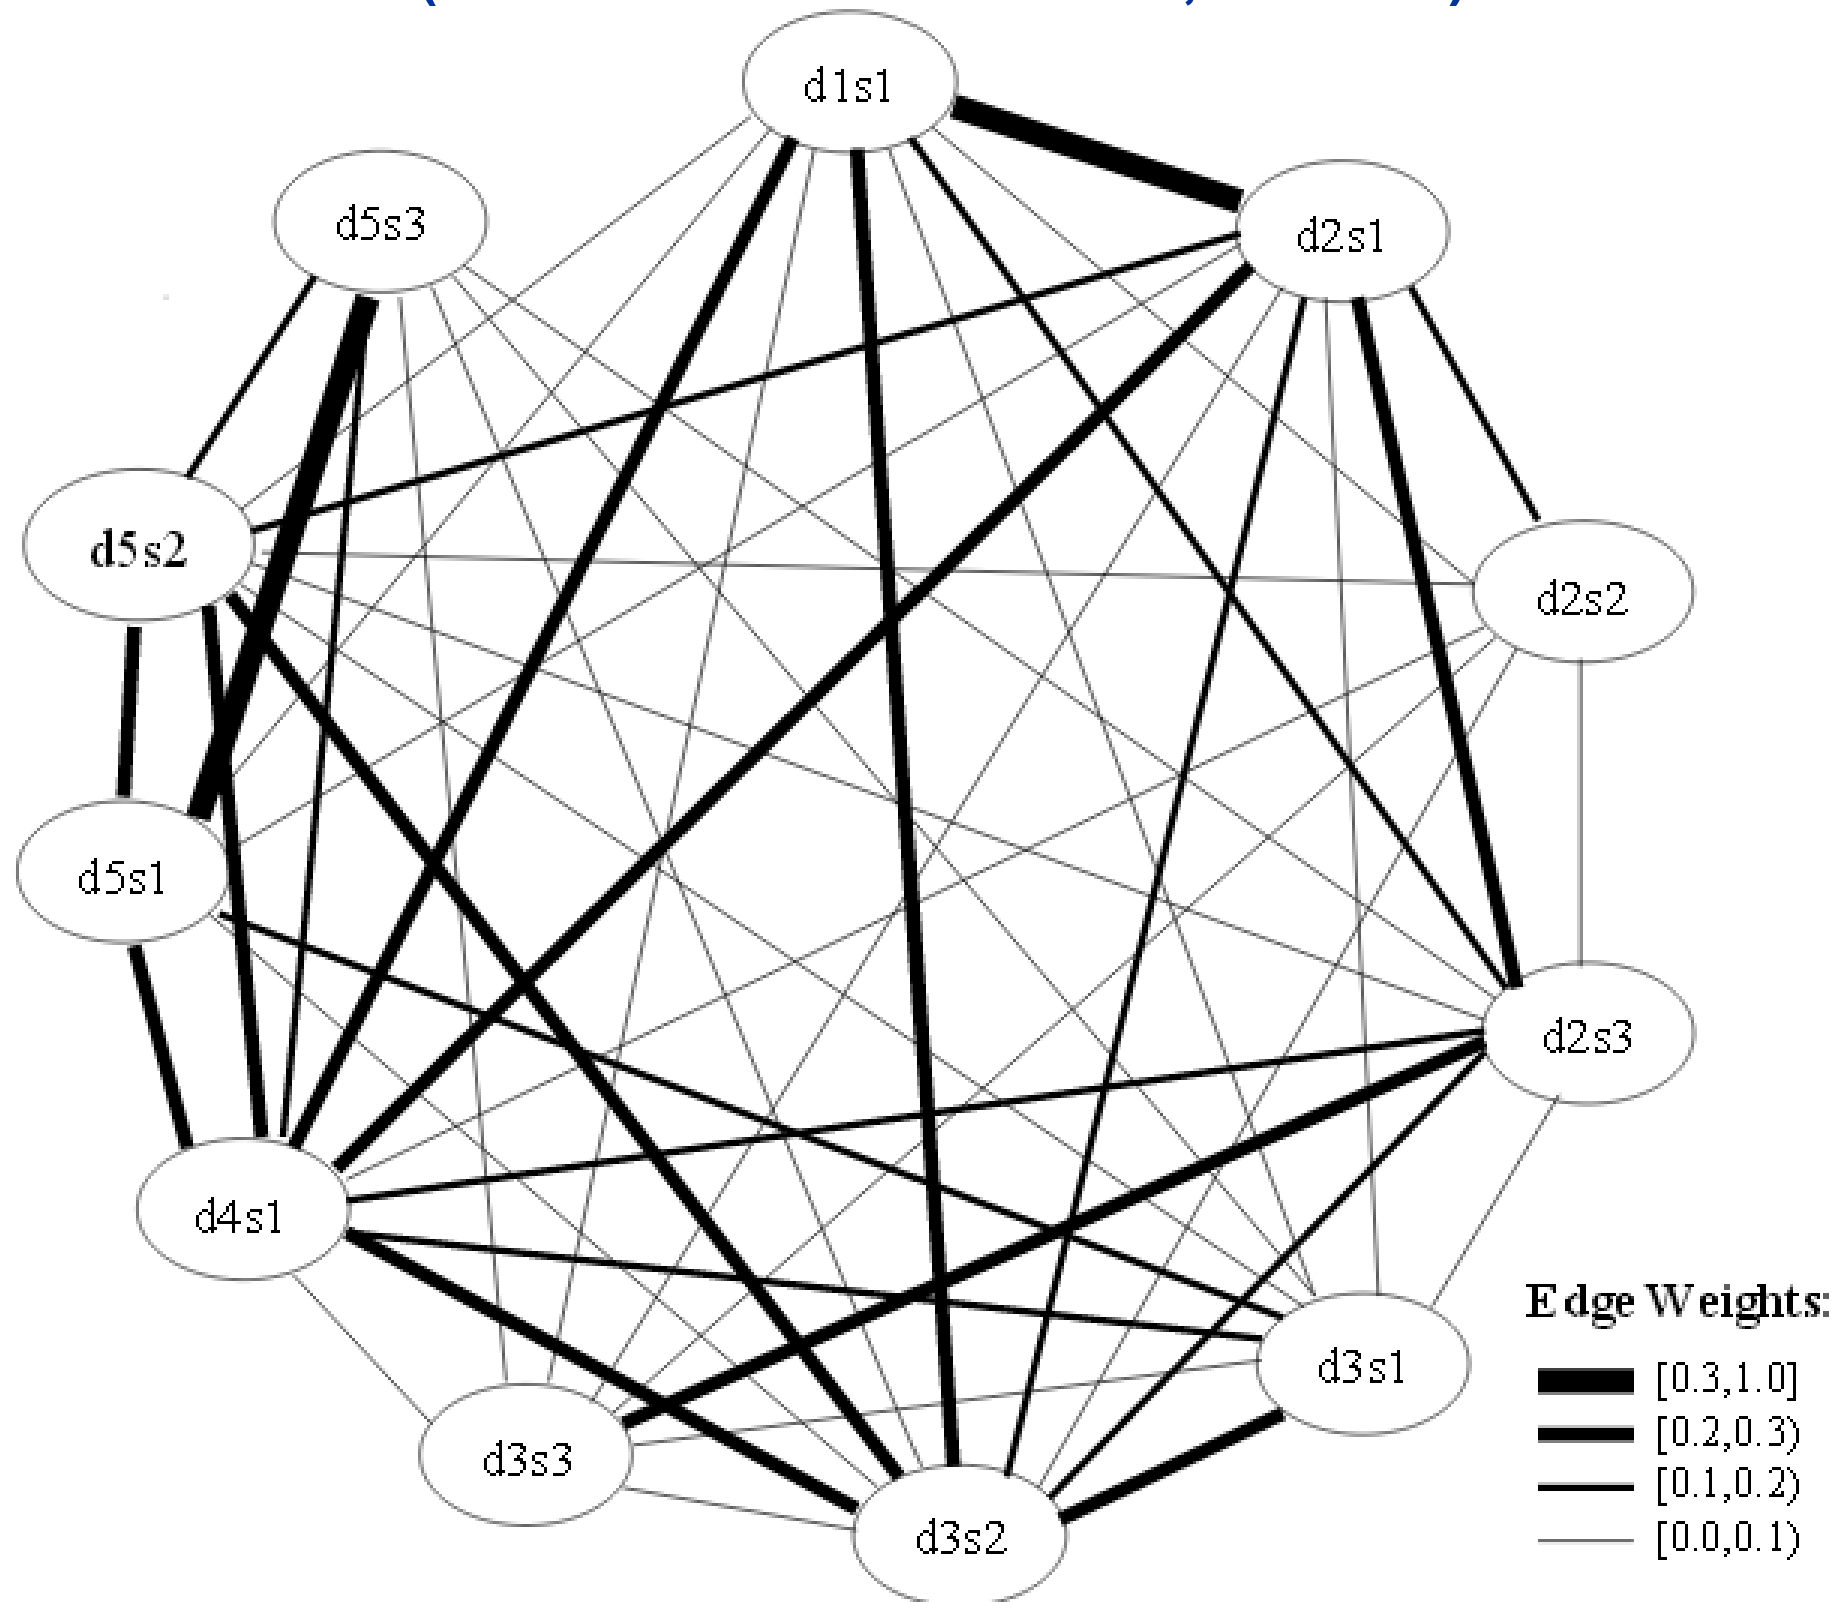 d1s1
d5s3
d2s1
d5s2
d2s2
d5s1
d2s3
d4s1
d3s1
d3s3
d3s2
Edge Weights:
[0.3,1.0]
[0.2,0.3)
[0.1,0.2)
[0.0,0.1)